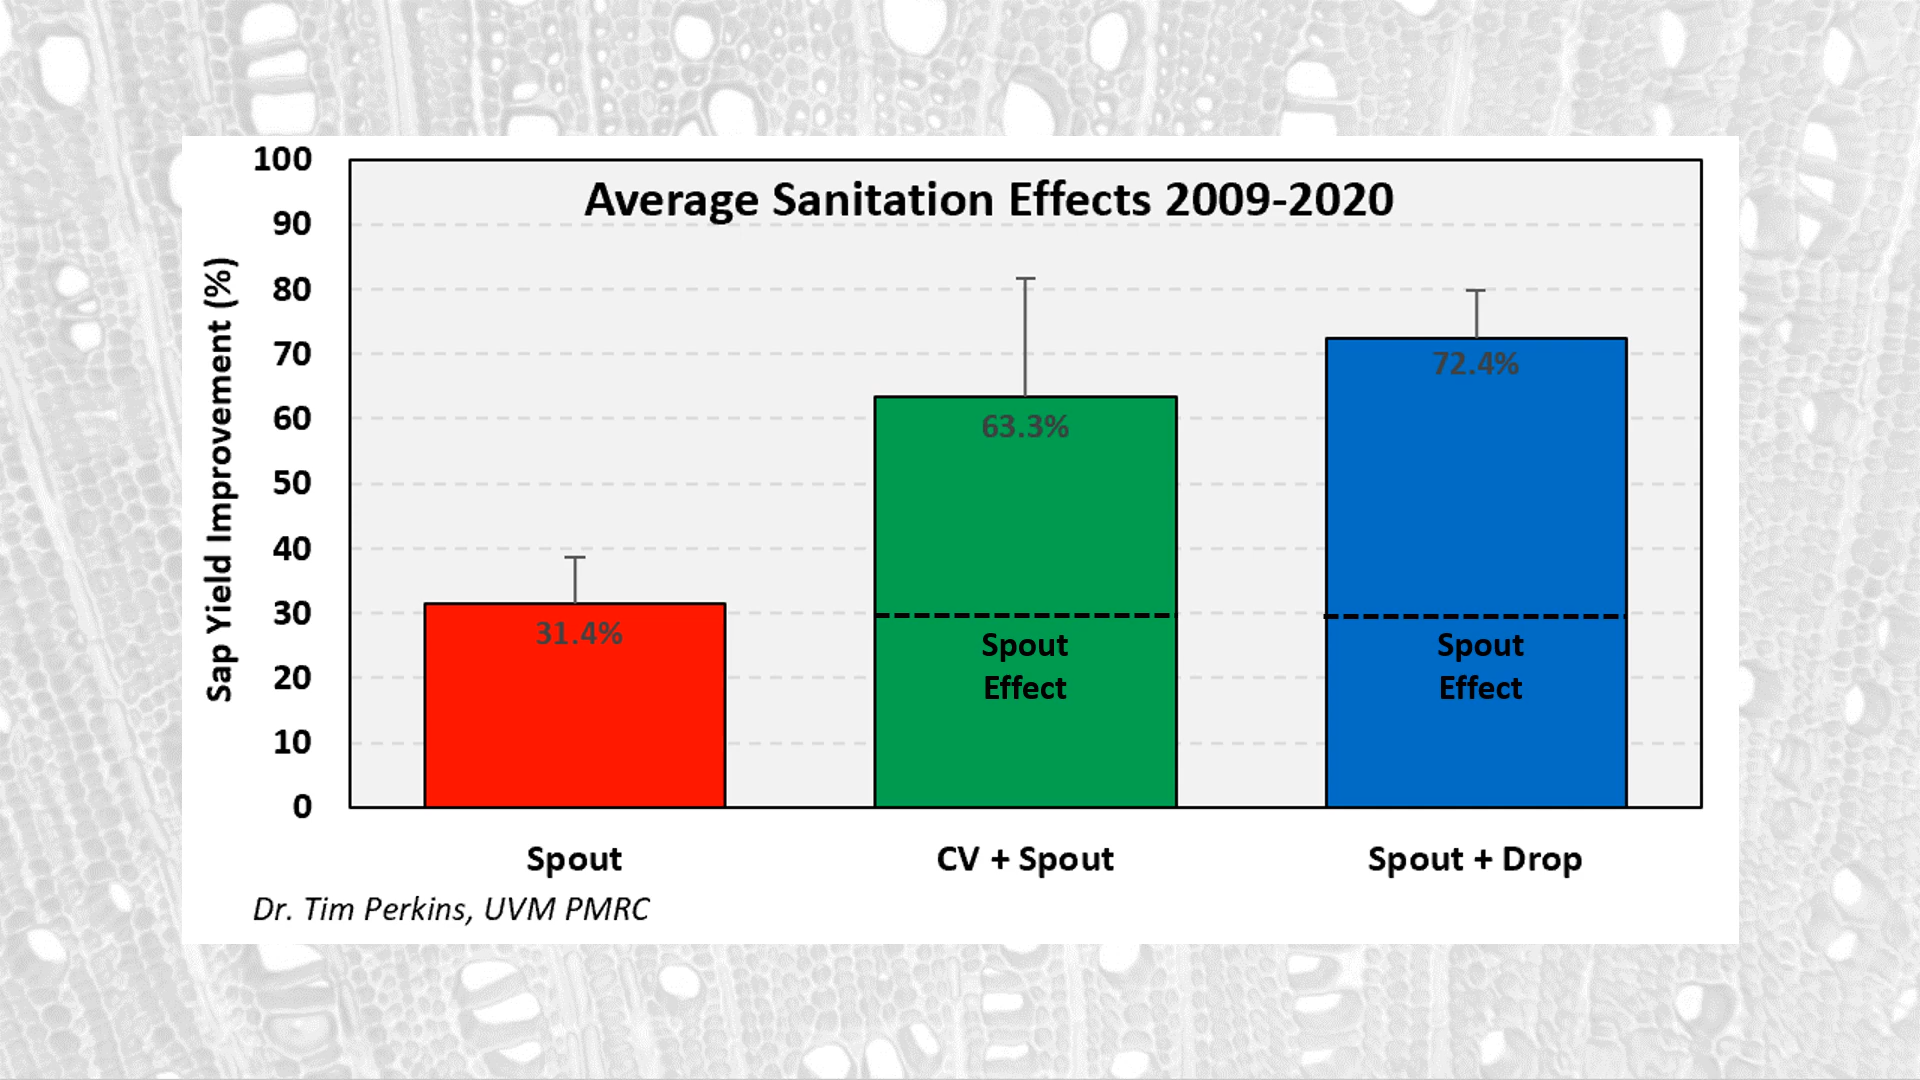 Average Sanitation Effects 2009-2020
Sap Yield Improvement (%)
100
90
80
70
60
50
40
30
20
10
0
31.4%
63.3%
72.4%
Spout
Effect
Spout
Effect
Spout
CV + Spout
Spout + Drop
Dr. Tim Perkins, UVM PMRC